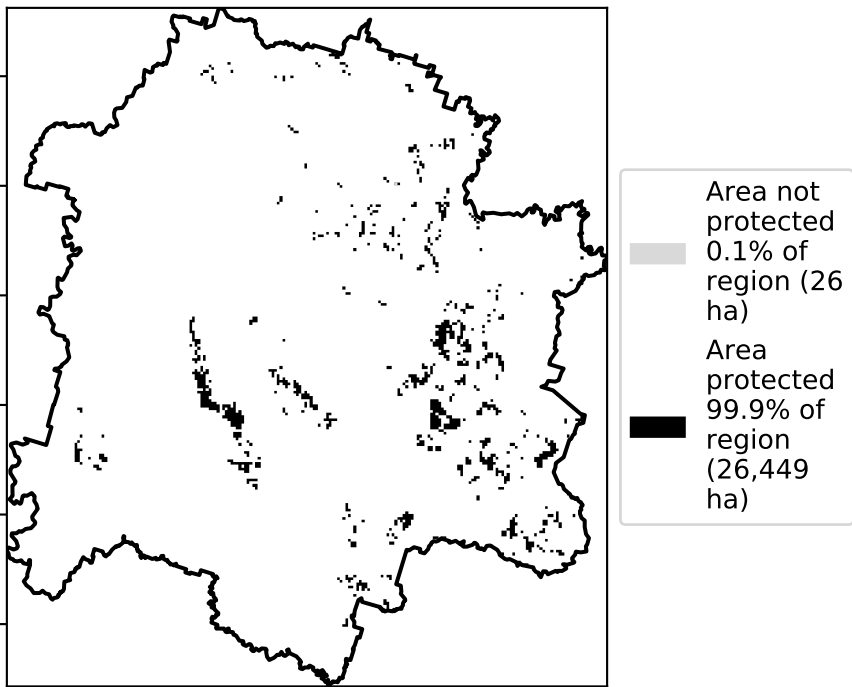 Area not
protected
0.1% of
region (26
ha)
Area
protected
99.9% of
region
(26,449
ha)